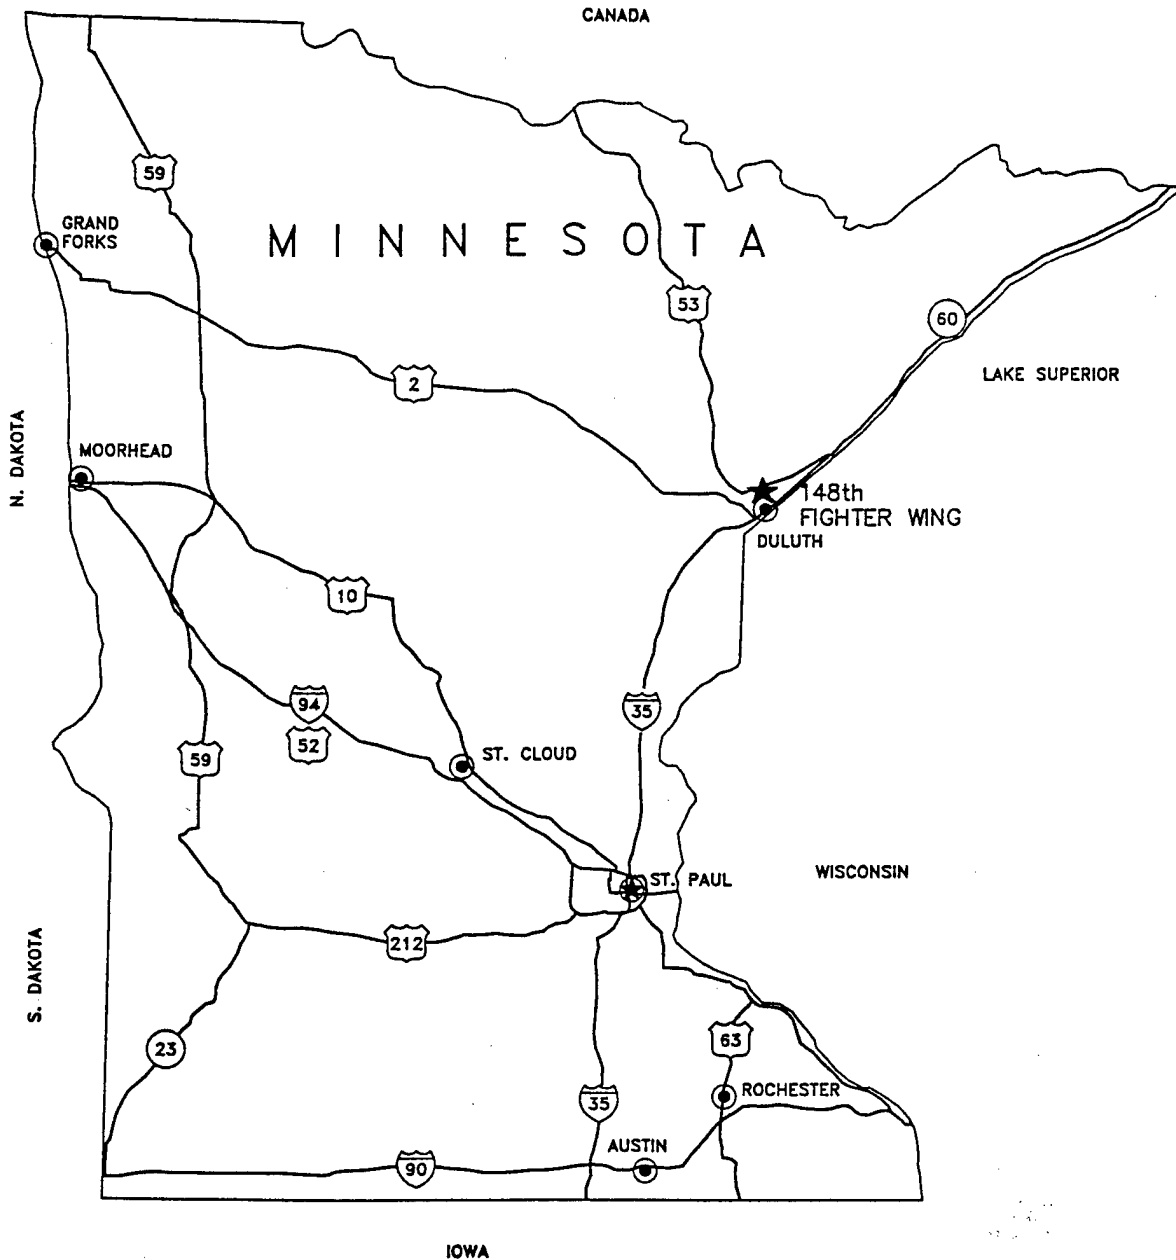 CANADA
59
GRAND
FORKS
MINNESOTA
53
60
2
LAKE SUPERIOR
N. DAKOTA
MOORHEAD
148th
FIGHTER WING
DULUTH
10
94
52
35
59
ST. CLOUD
ST. PAUL
WISCONSIN
212
S. DAKOTA
23
63
35
ROCHESTER
AUSTIN
90
IOWA